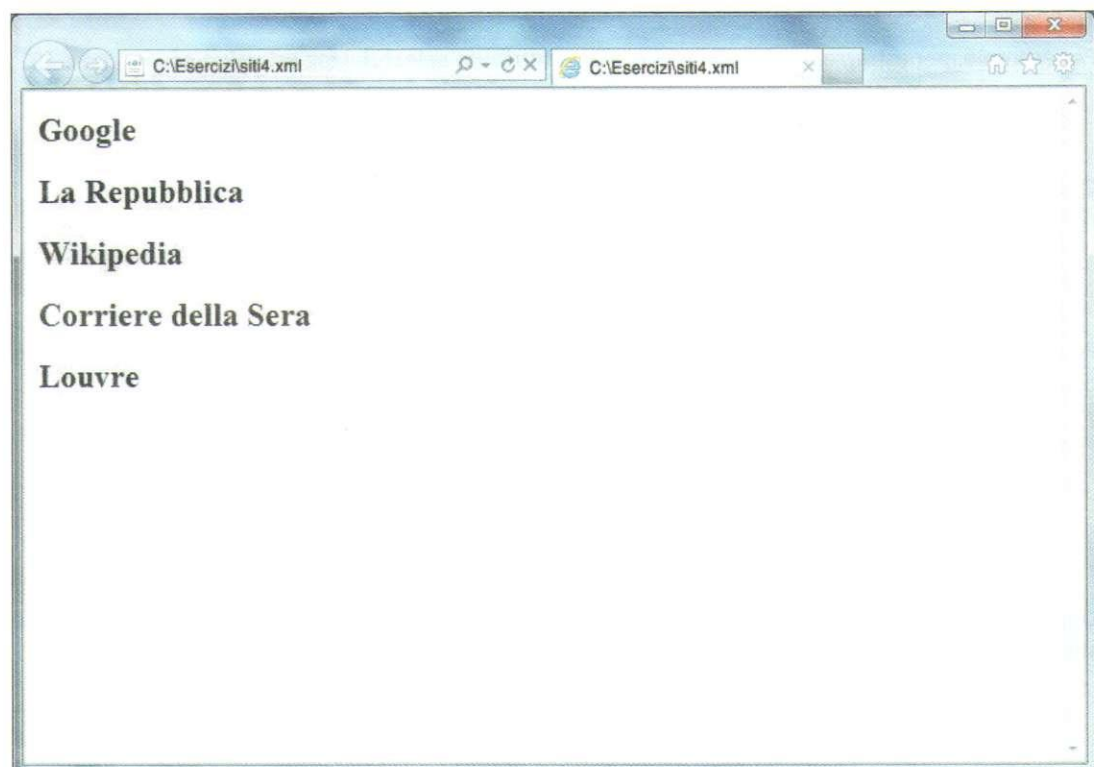 C:\Esercizi\siti4.xml
C:\Esercizi\siti4.xml
Google
La Repubblica
Wikipedia
Corriere della Sera
Louvre